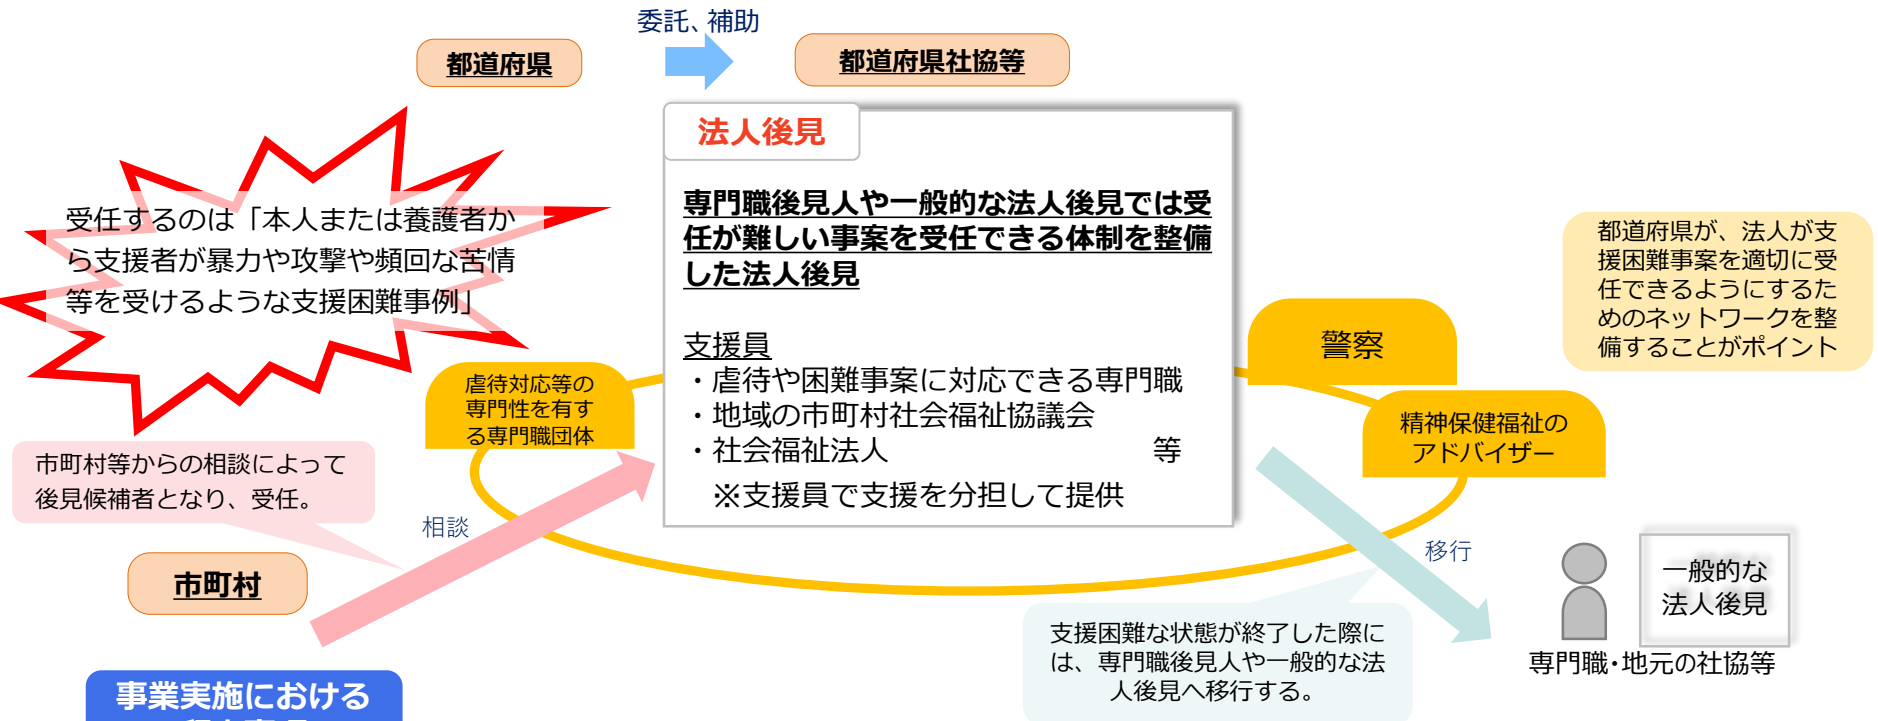 委託、補助
都道府県
都道府県社協等
法人後見
専門職後見人や一般的な法人後見では受
任が難しい事案を受任できる体制を整備
した法人後見
支援員
・虐待や困難事案に対応できる専門職
・地域の市町村社会福祉協議会
・社会福祉法人 等
※支援員で支援を分担して提供
受任するのは「本人または養護者か
ら支援者が暴力や攻撃や頻回な苦情
等を受けるような支援困難事例」
都道府県が、法人が支
援困難事案を適切に受
任できるようにするた
めのネットワークを整
備することがポイント
警察
虐待対応等の
専門性を有す
る専門職団体
精神保健福祉の
アドバイザー
市町村等からの相談によって
後見候補者となり、受任。
相談
市町村
移行
一般的な
法人後見
専門職・地元の社協等
支援困難な状態が終了した際に
は、専門職後見人や一般的な法
人後見へ移行する。
事業実施における